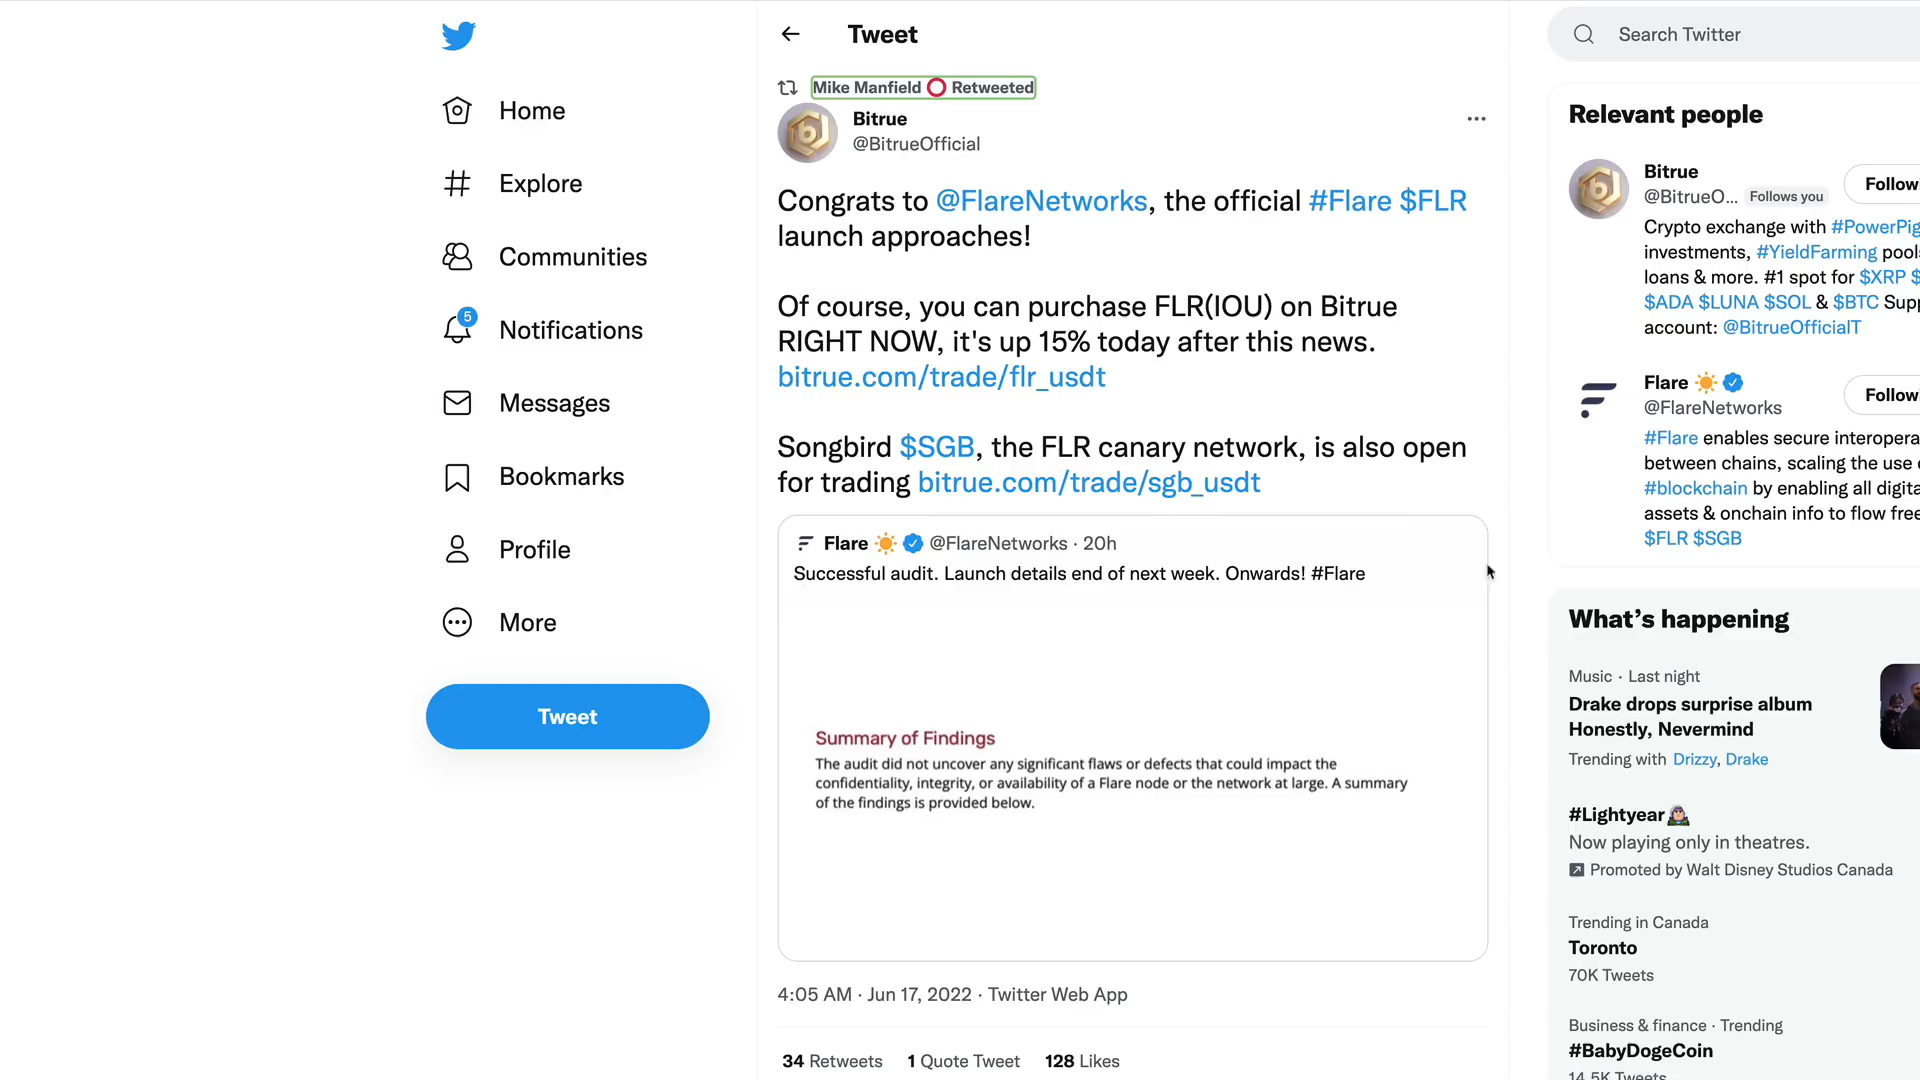 Home
Explore
Communities
5
Notifications
Messages
Bookmarks
Profile
More
Tweet
Tweet
Mike Manfield ⭕ Retweeted
Bitrue
@BitrueOfficial
Congrats to @FlareNetworks, the official #Flare $FLR
launch approaches!
Of course, you can purchase FLR(IOU) on Bitrue
RIGHT NOW, it's up 15% today after this news.
bitrue.com/trade/flr_usdt
Songbird $SGB, the FLR canary network, is also open
for trading bitrue.com/trade/sgb_usdt
Flare ☀️ @FlareNetworks · 20h
Successful audit. Launch details end of next week. Onwards! #Flare
Summary of Findings
The audit did not uncover any significant flaws or defects that could impact the
confidentiality, integrity, or availability of a Flare node or the network at large. A summary
of the findings is provided below.
4:05 AM · Jun 17, 2022 · Twitter Web App
34 Retweets 1 Quote Tweet 128 Likes
Search Twitter
Relevant people
Bitrue
@BitrueO... Follows you
Followi
Crypto exchange with #PowerPig
investments, #YieldFarming pools
loans & more. #1 spot for $XRP $
$ADA $LUNA $SOL & $BTC Supp
account: @BitrueOfficialT
Flare ☀️
@FlareNetworks
Followi
#Flare enables secure interopera
between chains, scaling the use
#blockchain by enabling all digita
assets & onchain info to flow free
$FLR $SGB
What's happening
Music · Last night
Drake drops surprise album
Honestly, Nevermind
Trending with Drizzy, Drake
#Lightyear
Now playing only in theatres.
Promoted by Walt Disney Studios Canada
Trending in Canada
Toronto
70K Tweets
Business & finance · Trending
#BabyDogeCoin
14.5K Tweets